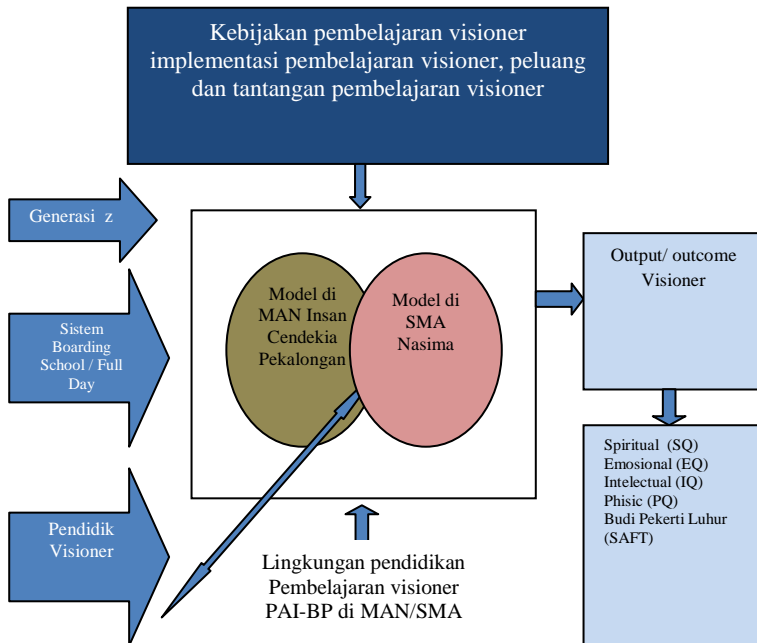 Kebijakan pembelajaran visioner
implementasi pembelajaran visioner, peluang
dan tantangan pembelajaran visioner
Generasi z
Sistem
Boarding
School / Full
Day
Pendidik
Visioner
Model di
MAN Insan
Cendekia
Pekalongan
Model di
SMA
Nasima
Lingkungan pendidikan
Pembelajaran visioner
PAI-BP di MAN/SMA
Output/ outcome
Visioner
Spiritual (SQ)
Emosional (EQ)
Intelectual (IQ)
Phisic (PQ)
Budi Pekerti Luhur
(SAFT)